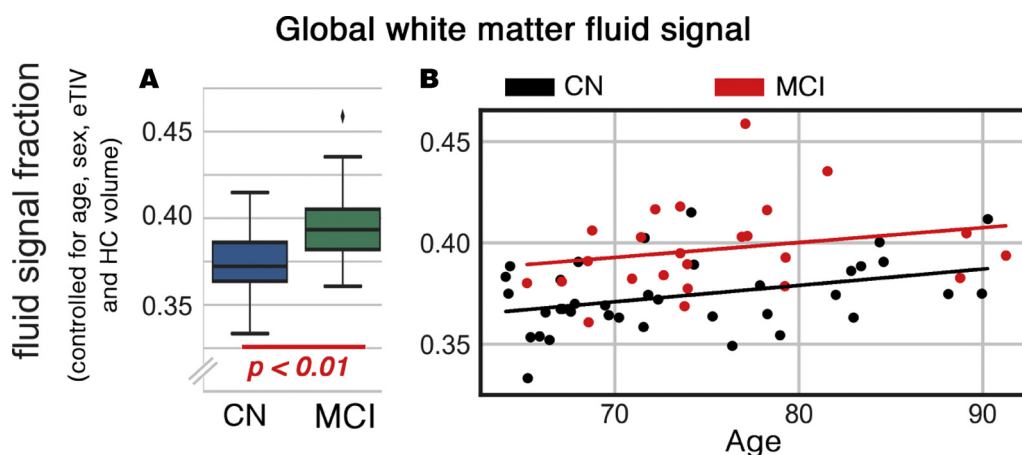 Global white matter fluid signal
fluid signal fraction
(controlled for age, sex, eTIV
and HC volume)
A
0.45
0.40
0.35
p < 0.01
CN
MCI
B
CN
MCI
0.45
0.40
0.35
70
80
90
Age